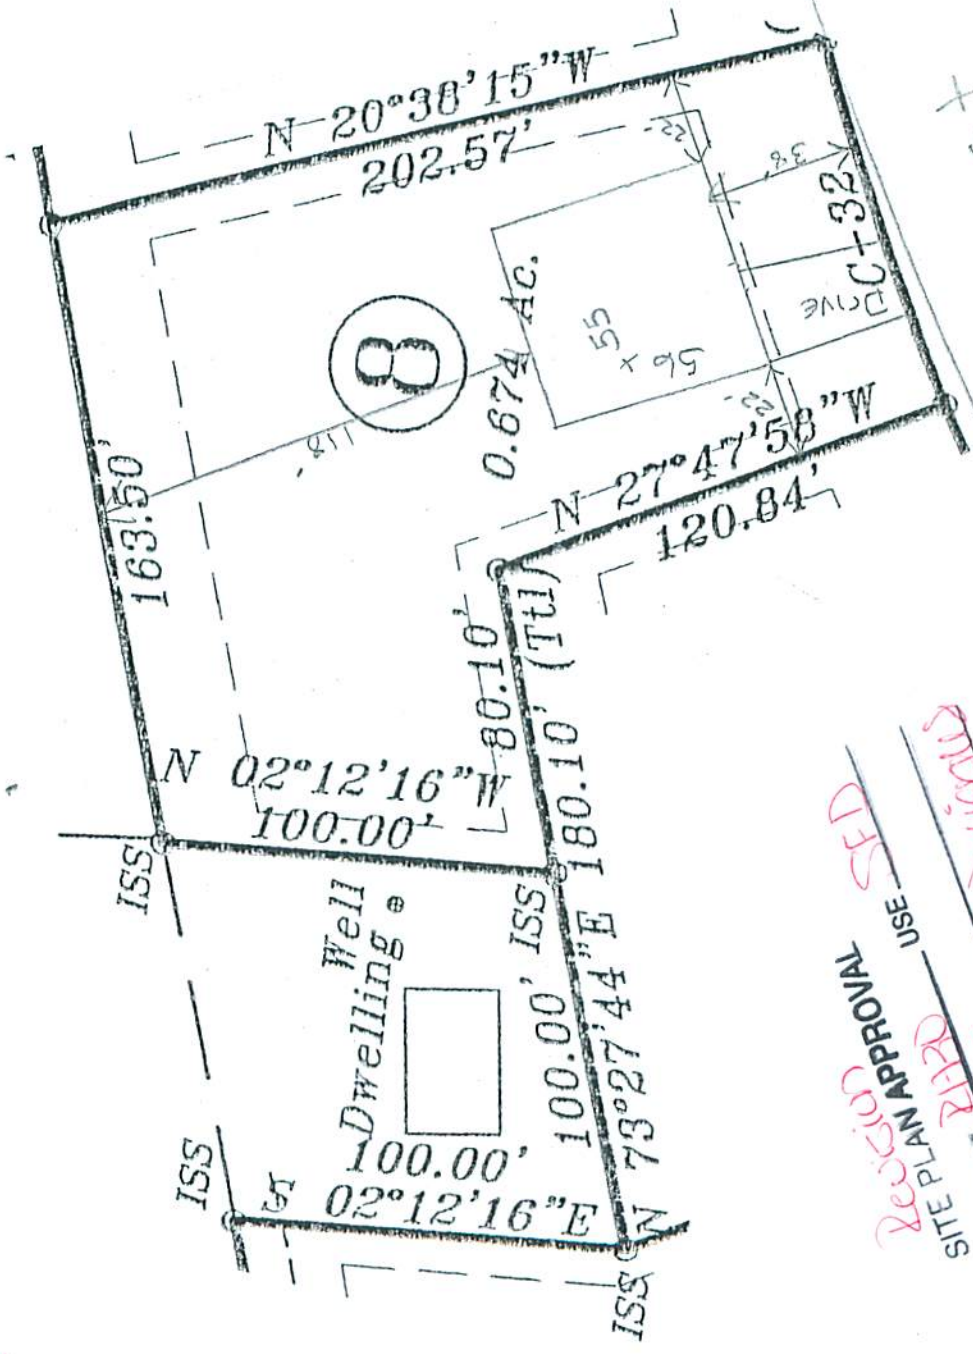 N 20°38'15"W
202.57'
163.50'
8
0.674 Ac.
118'
55
x
56
22'
22'
38'
C-32
Drive
N 27°47'58"W
120.84'
80.10'
180.10' (Ttl)
N 02°12'16"W
100.00'
ISS
ISS
Well
Dwelling
100.00'
N 73°27'44"E
ISS
S 02°12'16"E
100.00'
ISS
Revision
SITE PLAN APPROVAL
USE SFD